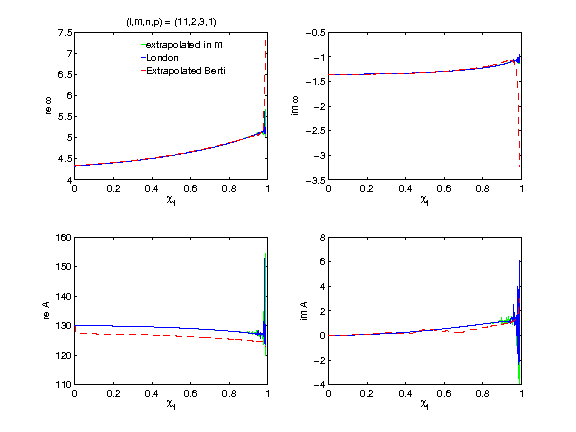 (l,m,n,p) = (11,2,3,1)
7.5
7
6.5
6
5.5
5
4.5
4
re ω
0 0.2 0.4 0.6 0.8 1
χf
extrapolated in M
London
Extrapolated Berti
-0.5
-1
-1.5
-2
-2.5
-3
-3.5
im ω
0 0.2 0.4 0.6 0.8 1
χf
160
150
140
130
120
110
re A
0 0.2 0.4 0.6 0.8 1
χf
8
6
4
2
0
-2
-4
im A
0 0.2 0.4 0.6 0.8 1
χf